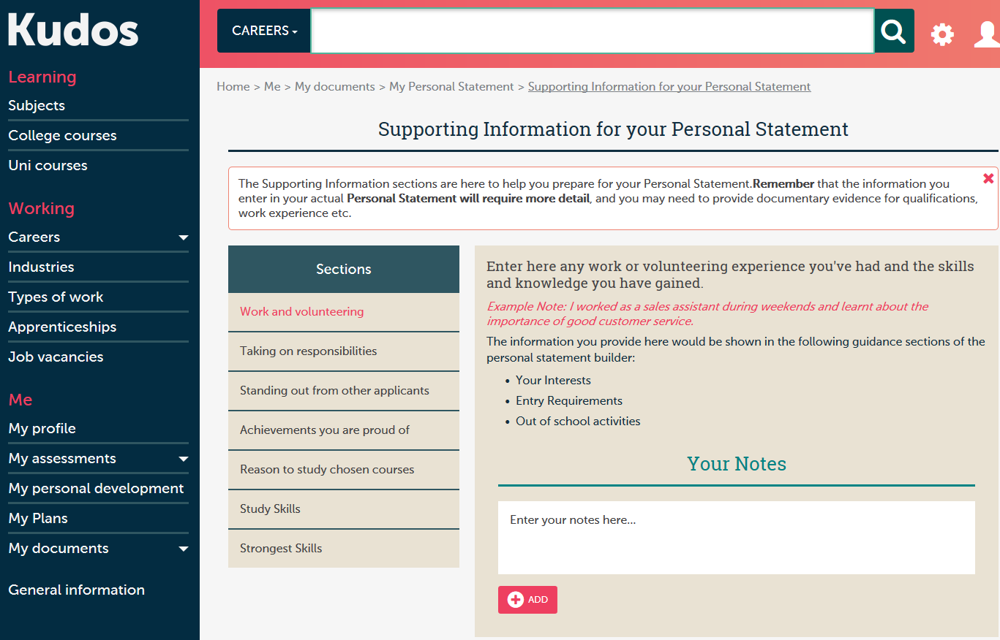 Kudos
Learning
Subjects
College courses
Uni courses
Working
Careers
Industries
Types of work
Apprenticeships
Job vacancies
Me
My profile
My assessments
My personal development
My Plans
My documents
General information
CAREERS
Home > Me > My documents > My Personal Statement > Supporting Information for your Personal Statement
Supporting Information for your Personal Statement
The Supporting Information sections are here to help you prepare for your Personal Statement.Remember that the information you
enter in your actual Personal Statement will require more detail, and you may need to provide documentary evidence for qualifications,
work experience etc.
Sections
Work and volunteering
Taking on responsibilities
Standing out from other applicants
Achievements you are proud of
Reason to study chosen courses
Study Skills
Strongest Skills
Enter here any work or volunteering experience you've had and the skills
and knowledge you have gained.
Example Note: I worked as a sales assistant during weekends and learnt about the
importance of good customer service.
The information you provide here would be shown in the following guidance sections of the
personal statement builder:
• Your Interests
• Entry Requirements
• Out of school activities
Your Notes
Enter your notes here...
ADD